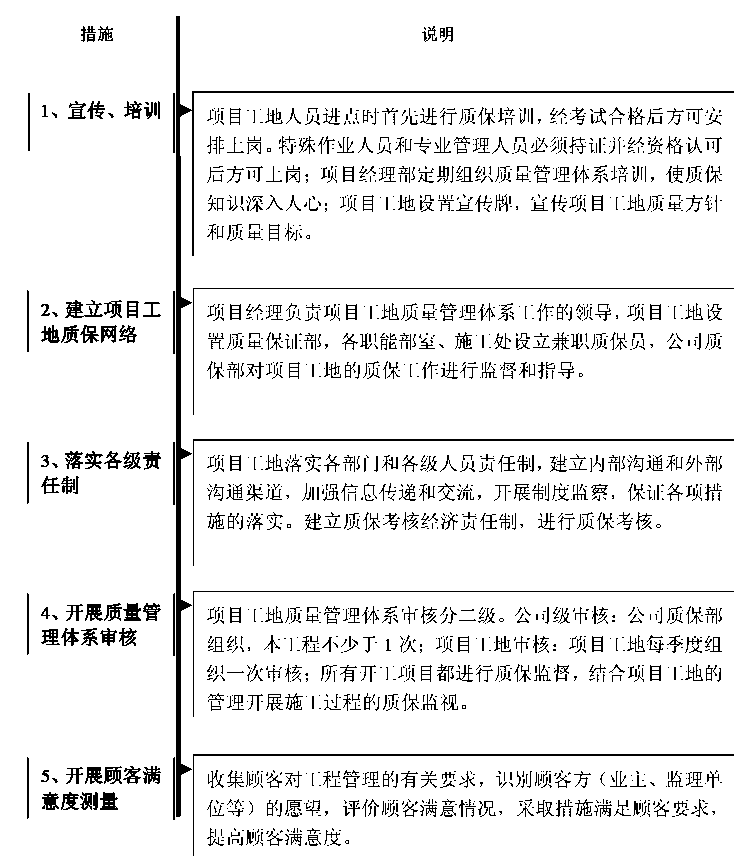 措施
说明
1、宣传、培训
项目工地人员进点时首先进行质保培训，经考试合格后方可安
排上岗。特殊作业人员和专业管理人员必须持证并经资格认可
后方可上岗；项目经理部定期组织质量管理体系培训，使质保
知识深入人心；项目工地设置宣传牌，宣传项目工地质量方针
和质量目标。
2、建立项目工
地质保网络
项目经理负责项目工地质量管理体系工作的领导，项目工地设
置质量保证部，各职能部室、施工处设立兼职质保员，公司质
保部对项目工地的质保工作进行监督和指导。
3、落实各级责
任制
项目工地落实各部门和各级人员责任制，建立内部沟通和外部
沟通渠道，加强信息传递和交流，开展制度监察，保证各项措
施的落实。建立质保考核经济责任制，进行质保考核。
4、开展质量管
理体系审核
项目工地质量管理体系审核分二级。公司级审核：公司质保部
组织，本工程不少于1次；项目工地审核：项目工地每季度组
织一次审核；所有开工项目都进行质保监督，结合项目工地的
管理开展施工过程的质保监视。
5、开展顾客满
意度测量
收集顾客对工程管理的有关要求，识别顾客方（业主、监理单
位等）的愿望，评价顾客满意情况，采取措施满足顾客要求，
提高顾客满意度。